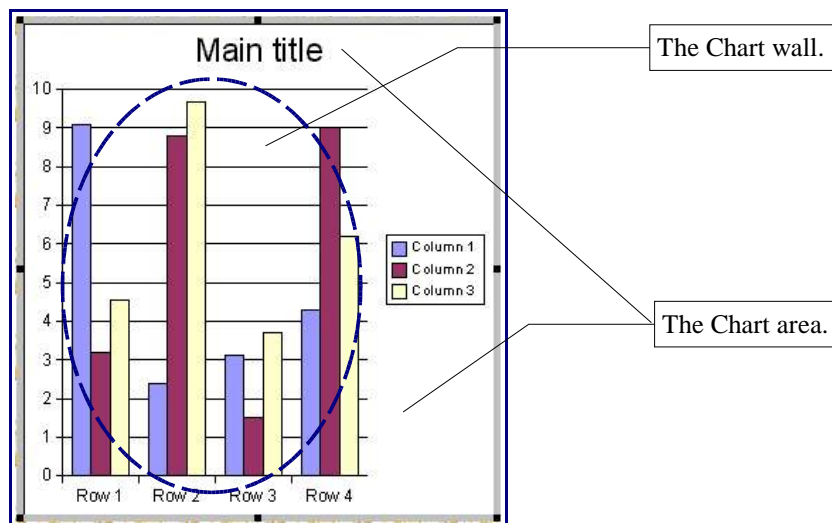 Main title
The Chart wall.
10
9
8
7
6
5
4
3
2
1
0
Column 1
Column 2
Column 3
The Chart area.
Row 1 Row 2 Row 3 Row 4